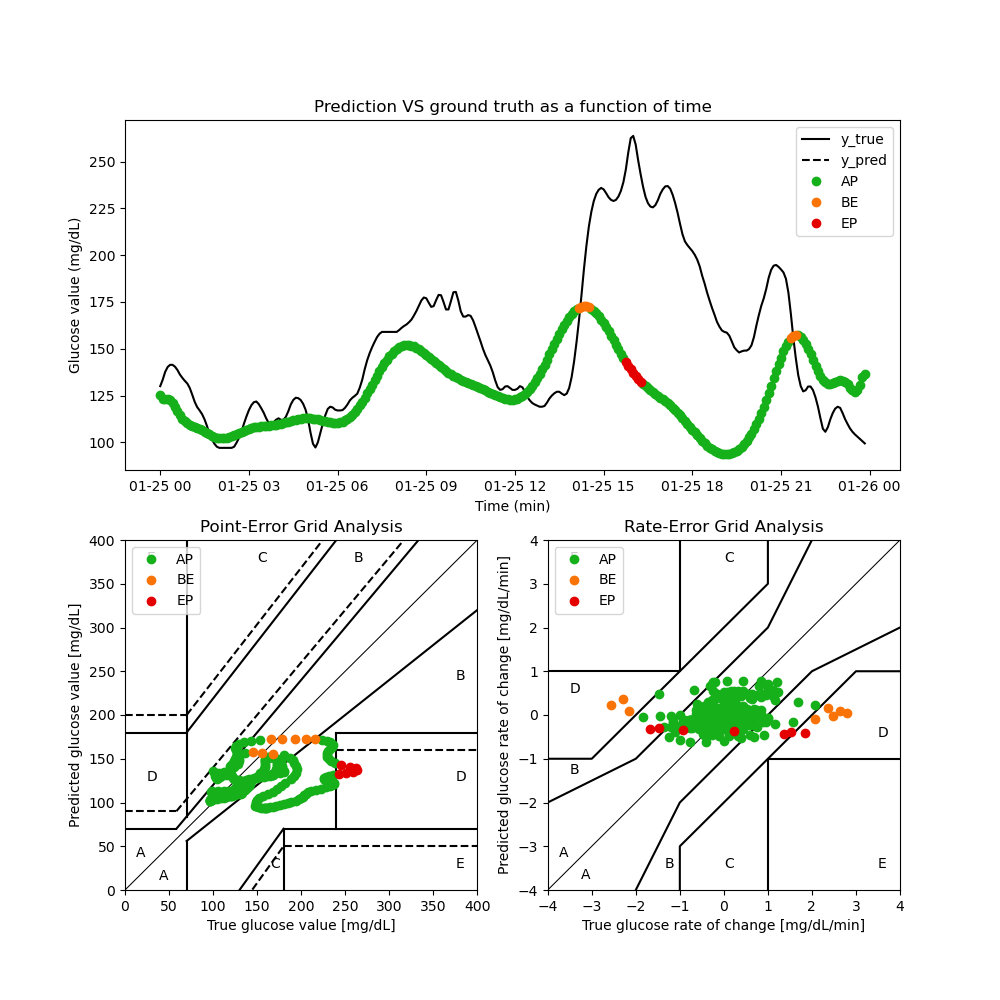 Prediction VS ground truth as a function of time
Glucose value (mg/dL)
250
225
200
175
150
125
100
y_true
y_pred
AP
BE
EP
01-25 00 01-25 03 01-25 06 01-25 09 01-25 12 01-25 15 01-25 18 01-25 21 01-26 00
Time (min)
Point-Error Grid Analysis
Predicted glucose value [mg/dL]
400
350
300
250
200
150
100
50
0
AP
BE
EP
C
B
B
D
D
A
A
C
E
0 50 100 150 200 250 300 350 400
True glucose value [mg/dL]
Rate-Error Grid Analysis
Predicted glucose rate of change [mg/dL/min]
4
3
2
1
0
−1
−2
−3
−4
AP
BE
EP
C
D
D
B
A
A
B
C
E
−4 −3 −2 −1 0 1 2 3 4
True glucose rate of change [mg/dL/min]